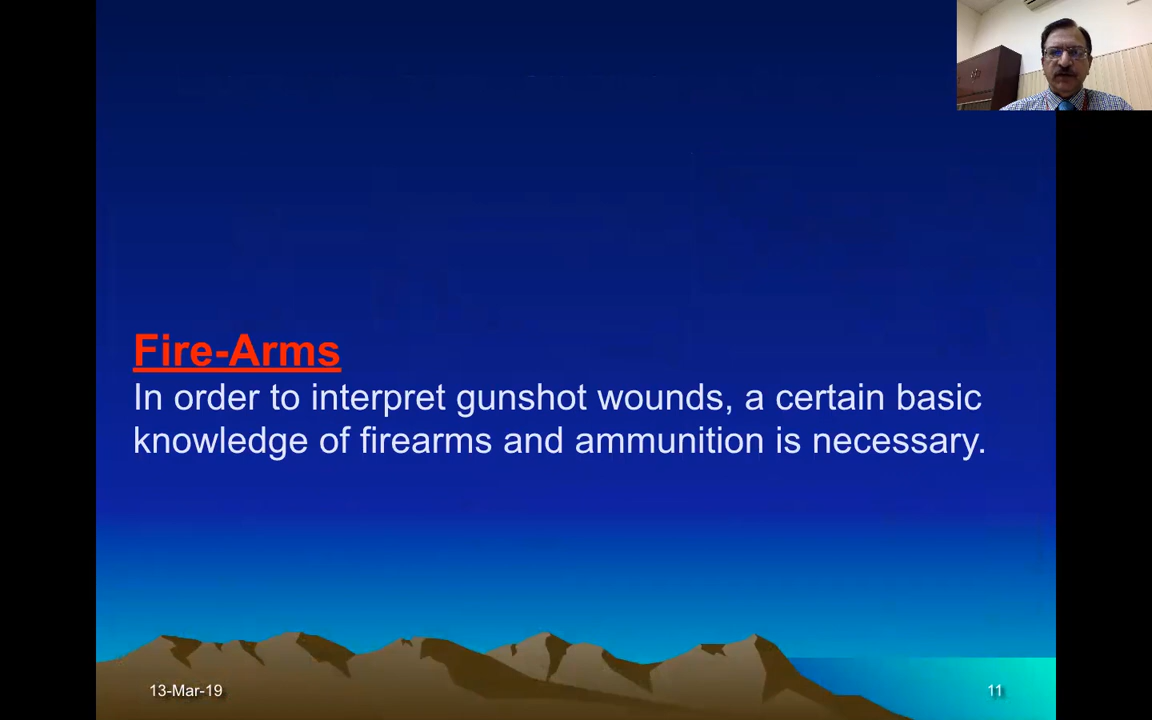 Fire-Arms
In order to interpret gunshot wounds, a certain basic
knowledge of firearms and ammunition is necessary.
13-Mar-19
11